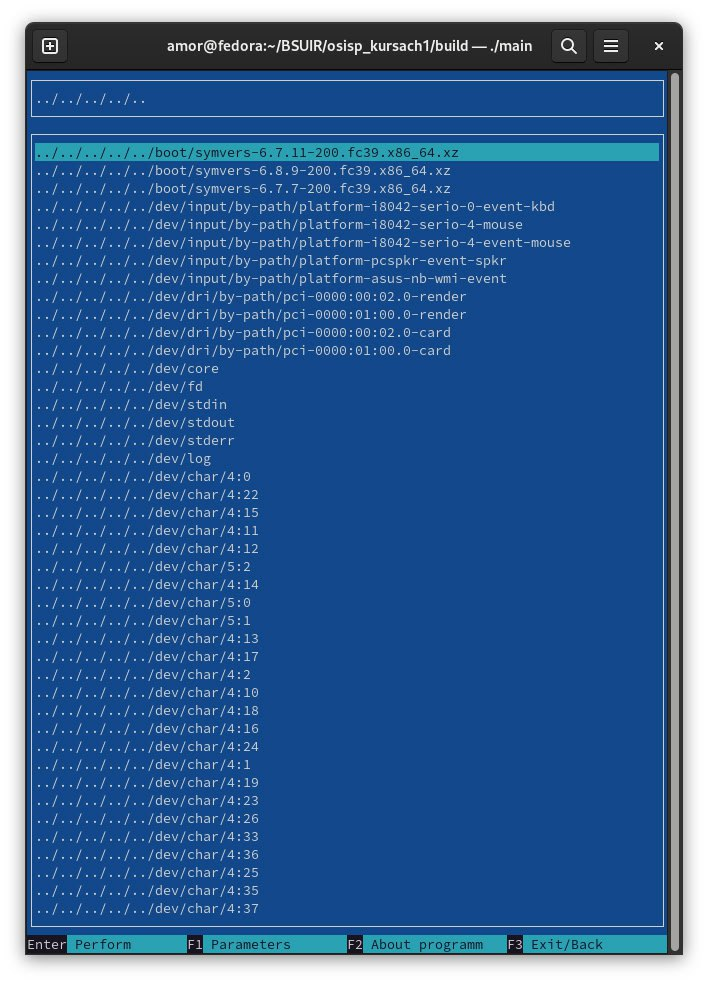 amor@fedora:~/BSUIR/osisp_kursach1/build — ./main
../../../../..
../../../../../boot/symvers-6.7.11-200.fc39.x86_64.xz
../../../../../boot/symvers-6.8.9-200.fc39.x86_64.xz
../../../../../boot/symvers-6.7.7-200.fc39.x86_64.xz
../../../../../dev/input/by-path/platform-i8042-serio-0-event-kbd
../../../../../dev/input/by-path/platform-i8042-serio-4-mouse
../../../../../dev/input/by-path/platform-i8042-serio-4-event-mouse
../../../../../dev/input/by-path/platform-pcspkr-event-spkr
../../../../../dev/input/by-path/platform-asus-nb-wmi-event
../../../../../dev/dri/by-path/pci-0000:00:02.0-render
../../../../../dev/dri/by-path/pci-0000:01:00.0-render
../../../../../dev/dri/by-path/pci-0000:00:02.0-card
../../../../../dev/dri/by-path/pci-0000:01:00.0-card
../../../../../dev/core
../../../../../dev/fd
../../../../../dev/stdin
../../../../../dev/stdout
../../../../../dev/stderr
../../../../../dev/log
../../../../../dev/char/4:0
../../../../../dev/char/4:22
../../../../../dev/char/4:15
../../../../../dev/char/4:11
../../../../../dev/char/4:12
../../../../../dev/char/5:2
../../../../../dev/char/4:14
../../../../../dev/char/5:0
../../../../../dev/char/5:1
../../../../../dev/char/4:13
../../../../../dev/char/4:17
../../../../../dev/char/4:2
../../../../../dev/char/4:10
../../../../../dev/char/4:18
../../../../../dev/char/4:16
../../../../../dev/char/4:24
../../../../../dev/char/4:1
../../../../../dev/char/4:19
../../../../../dev/char/4:23
../../../../../dev/char/4:26
../../../../../dev/char/4:33
../../../../../dev/char/4:36
../../../../../dev/char/4:25
../../../../../dev/char/4:35
../../../../../dev/char/4:37
Enter Perform F1 Parameters F2 About programm F3 Exit/Back